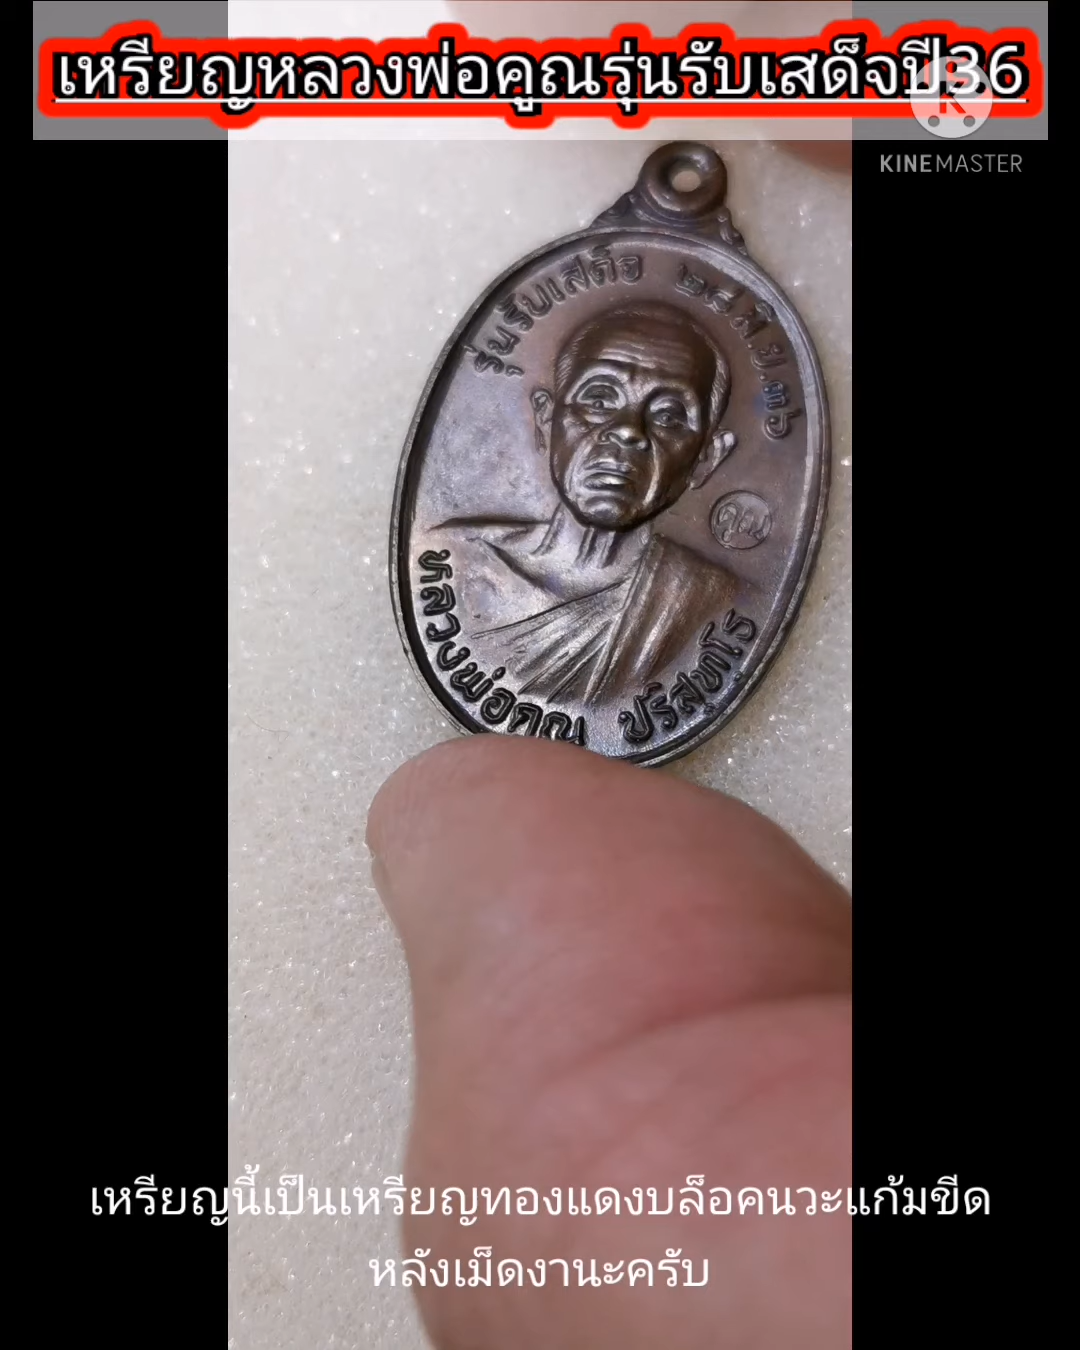 เหรียญหลวงพ่อคูณรุ่นรับเสด็จปี36
KINEMASTER
รุ่นรับเสด็จ ๒๘ มิ.ย.๓๖
คูณ
หลวงพ่อคูณ ปริสุทฺโธ
เหรียญนี้เป็นเหรียญทองแดงบล็อคนวะแก้มขีด
หลังเม็ดงานะครับ